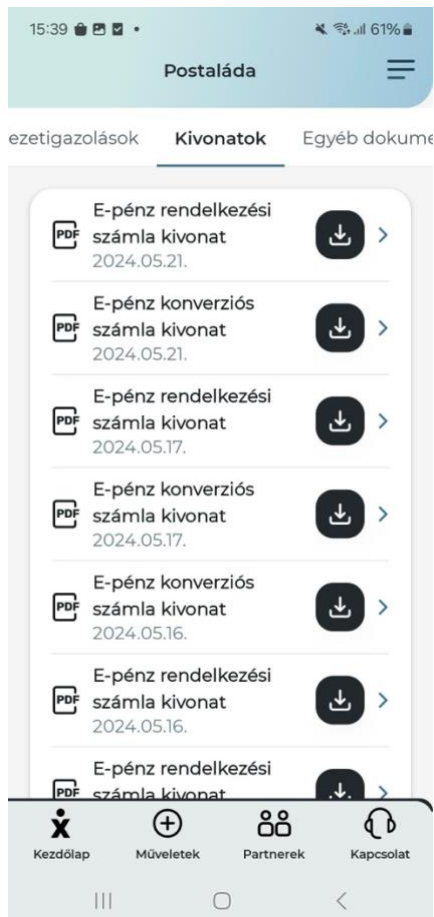 15:39
61%
Postaláda
ezetigazolások Kivonatok Egyéb dokume
PDF
E-pénz rendelkezési
számla kivonat
2024.05.21.
PDF
E-pénz konverziós
számla kivonat
2024.05.21.
PDF
E-pénz rendelkezési
számla kivonat
2024.05.17.
PDF
E-pénz konverziós
számla kivonat
2024.05.17.
PDF
E-pénz konverziós
számla kivonat
2024.05.16.
PDF
E-pénz rendelkezési
számla kivonat
2024.05.16.
PDF
E-pénz rendelkezési
számla kivonat
Kezdőlap Műveletek Partnerek Kapcsolat